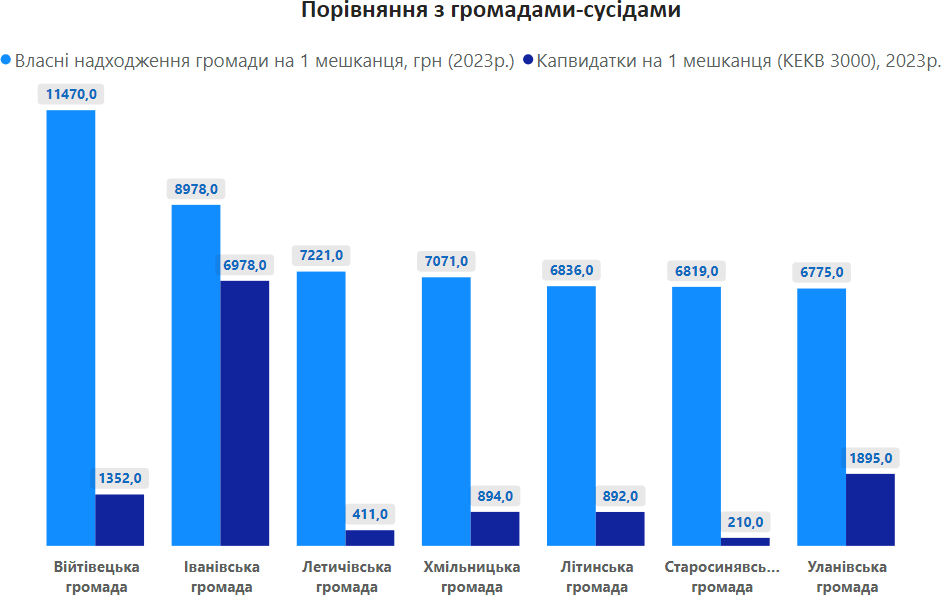 Порівняння з громадами-сусідами
Власні надходження громади на 1 мешканця, грн (2023р.) Капвидатки на 1 мешканця (КЕКВ 3000), 2023р.
11470,0
8978,0
6978,0
7221,0
7071,0
6836,0
6819,0
6775,0
1352,0
411,0
894,0
892,0
210,0
1895,0
Війтівецька громада
Іванівська громада
Летичівська громада
Хмільницька громада
Літинська громада
Старосинявсь... громада
Уланівська громада